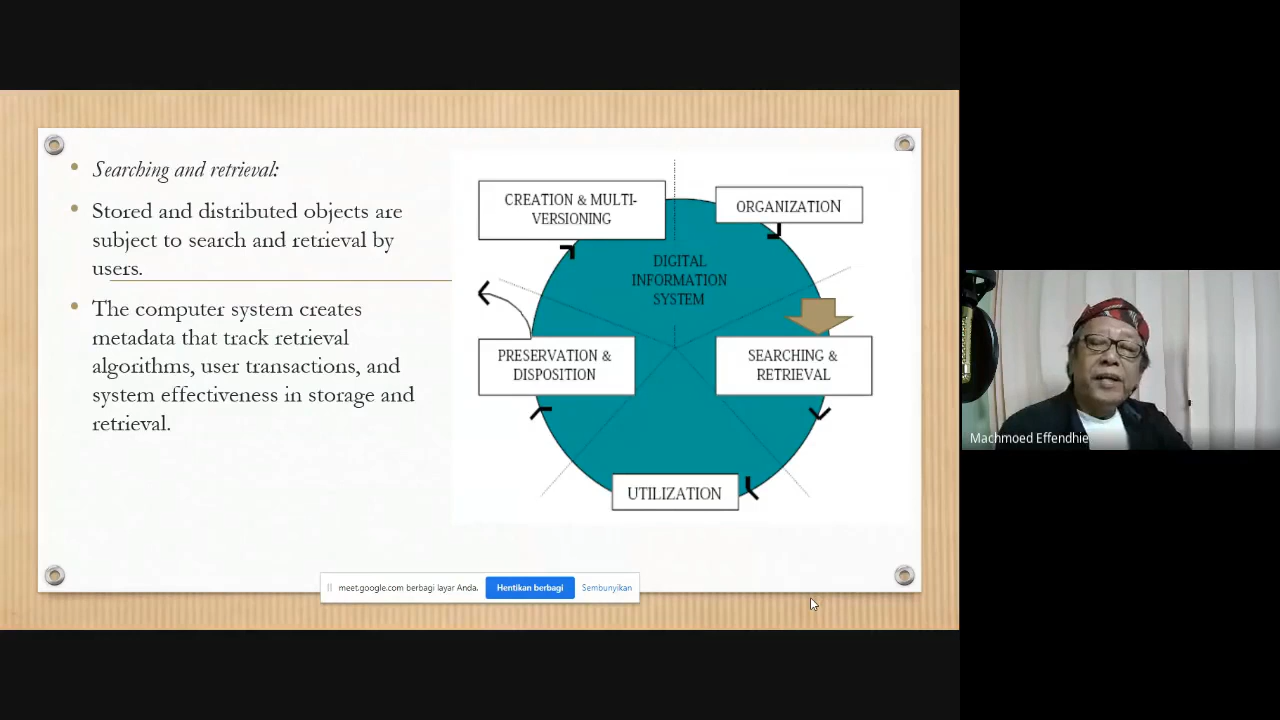 Searching and retrieval:
Stored and distributed objects are
subject to search and retrieval by
users.
The computer system creates
metadata that track retrieval
algorithms, user transactions, and
system effectiveness in storage and
retrieval.
CREATION & MULTI-
VERSIONING
ORGANIZATION
DIGITAL
INFORMATION
SYSTEM
PRESERVATION &
DISPOSITION
SEARCHING &
RETRIEVAL
UTILIZATION
meet.google.com berbagi layar Anda.
Hentikan berbagi
Sembunyikan
Machmoed Effendhie